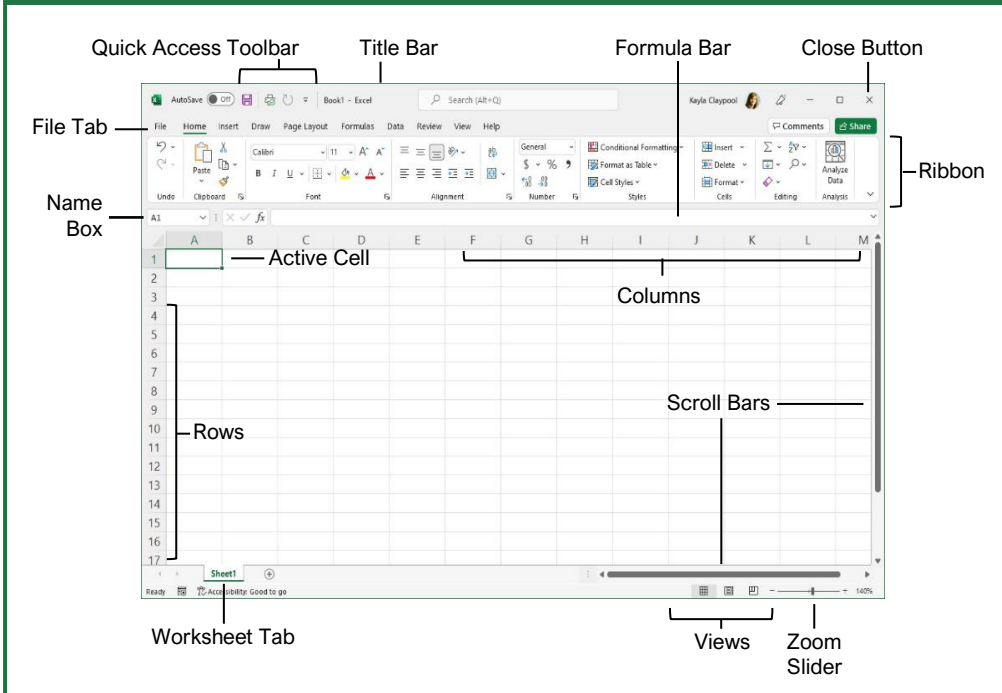 Quick Access Toolbar Title Bar Formula Bar Close Button
AutoSave Off Book1 - Excel Search (Alt+Q) Kayla Claypool
File Tab
File Home Insert Draw Page Layout Formulas Data Review View Help Comments Share
Calibri 11 General Conditional Formatting Insert
Paste B I U A $ % 9 Format as Table Delete Analyze
Data
Cell Styles Format
Undo Clipboard Font Alignment Number Styles Cells Editing Analysis
Ribbon
Name
Box
A1 fx
A B C D E F G H I J K L M
1 Active Cell
2
3 Columns
4
5
6
7
8
9 Scroll Bars
10 Rows
11
12
13
14
15
16
17
Sheet1
Ready Accessibility: Good to go 140%
Worksheet Tab Views Zoom
Slider